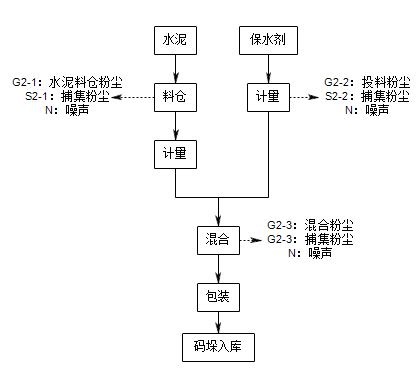 水泥
保水剂
G2-1：水泥料仓粉尘
S2-1：捕集粉尘
N：噪声
料仓
计量
G2-2：投料粉尘
S2-2：捕集粉尘
N：噪声
计量
混合
G2-3：混合粉尘
G2-3：捕集粉尘
N：噪声
包装
码垛入库